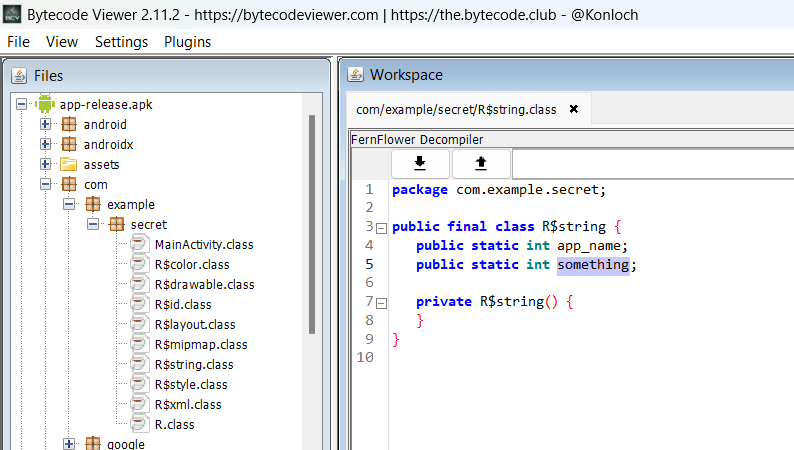 Bytecode Viewer 2.11.2 - https://bytecodeviewer.com | https://the.bytecode.club - @Konloch
File View Settings Plugins
Files
app-release.apk
android
androidx
assets
com
example
secret
MainActivity.class
R$color.class
R$drawable.class
R$id.class
R$layout.class
R$mipmap.class
R$string.class
R$style.class
R$xml.class
R.class
google
Workspace
com/example/secret/R$string.class
FernFlower Decompiler
1 package com.example.secret;
2
3 public final class R$string {
4 public static int app_name;
5 public static int something;
6
7 private R$string() {
8 }
9 }
10